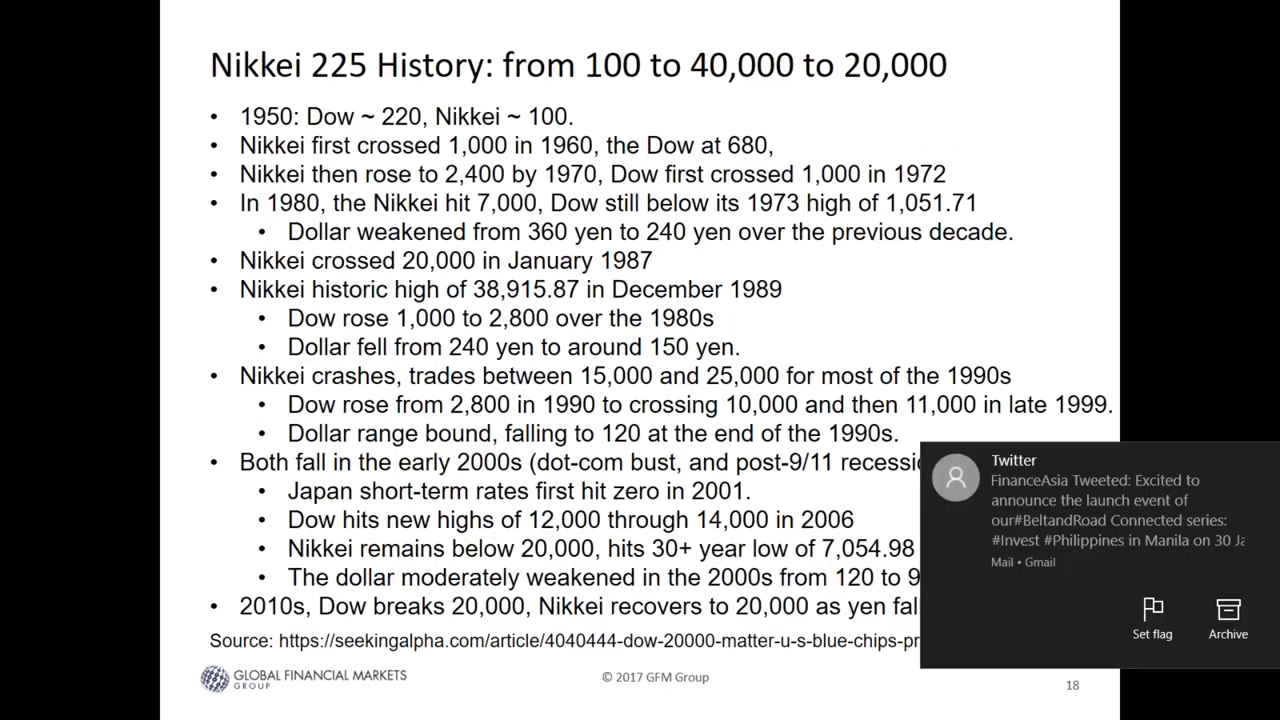 Nikkei 225 History: from 100 to 40,000 to 20,000
• 1950: Dow ~ 220, Nikkei ~ 100.
• Nikkei first crossed 1,000 in 1960, the Dow at 680,
• Nikkei then rose to 2,400 by 1970, Dow first crossed 1,000 in 1972
• In 1980, the Nikkei hit 7,000, Dow still below its 1973 high of 1,051.71
• Dollar weakened from 360 yen to 240 yen over the previous decade.
• Nikkei crossed 20,000 in January 1987
• Nikkei historic high of 38,915.87 in December 1989
• Dow rose 1,000 to 2,800 over the 1980s
• Dollar fell from 240 yen to around 150 yen.
• Nikkei crashes, trades between 15,000 and 25,000 for most of the 1990s
• Dow rose from 2,800 in 1990 to crossing 10,000 and then 11,000 in late 1999.
• Dollar range bound, falling to 120 at the end of the 1990s.
• Both fall in the early 2000s (dot-com bust, and post-9/11
• Japan short-term rates first hit zero in 2001.
• Dow hits new highs of 12,000 through 14,000 in 2006
• Nikkei remains below 20,000, hits 30+ year low of 7,054.98
• The dollar moderately weakened in the 2000s from 120 to
• 2010s, Dow breaks 20,000, Nikkei recovers to 20,000 as yen
Source: https://seekingalpha.com/article/4040444-dow-20000-matter-u-s-blue-chips-pr
GLOBAL FINANCIAL MARKETS
GROUP
© 2017 GFM Group
18
Twitter
FinanceAsia Tweeted: Excited to
announce the launch event of
our#BeltandRoad Connected series:
#Invest #Philippines in Manila on 30
Mail • Gmail
Set flag
Archive